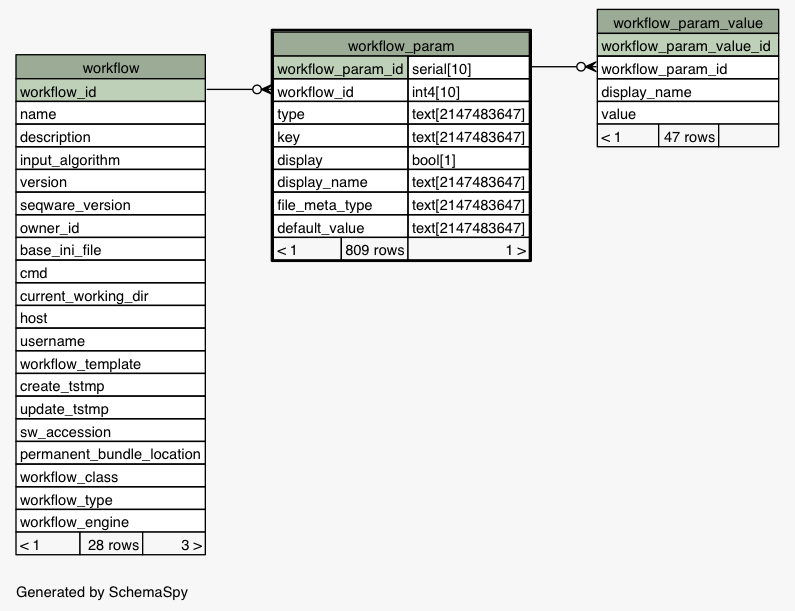 workflow
workflow_id
name
description
input_algorithm
version
seqware_version
owner_id
base_ini_file
cmd
current_working_dir
host
username
workflow_template
create_tstmp
update_tstmp
sw_accession
permanent_bundle_location
workflow_class
workflow_type
workflow_engine
< 1 28 rows 3 >
workflow_param
workflow_param_id serial[10]
workflow_id int4[10]
type text[2147483647]
key text[2147483647]
display bool[1]
display_name text[2147483647]
file_meta_type text[2147483647]
default_value text[2147483647]
< 1 809 rows 1 >
workflow_param_value
workflow_param_value_id
workflow_param_id
display_name
value
< 1 47 rows
Generated by SchemaSpy